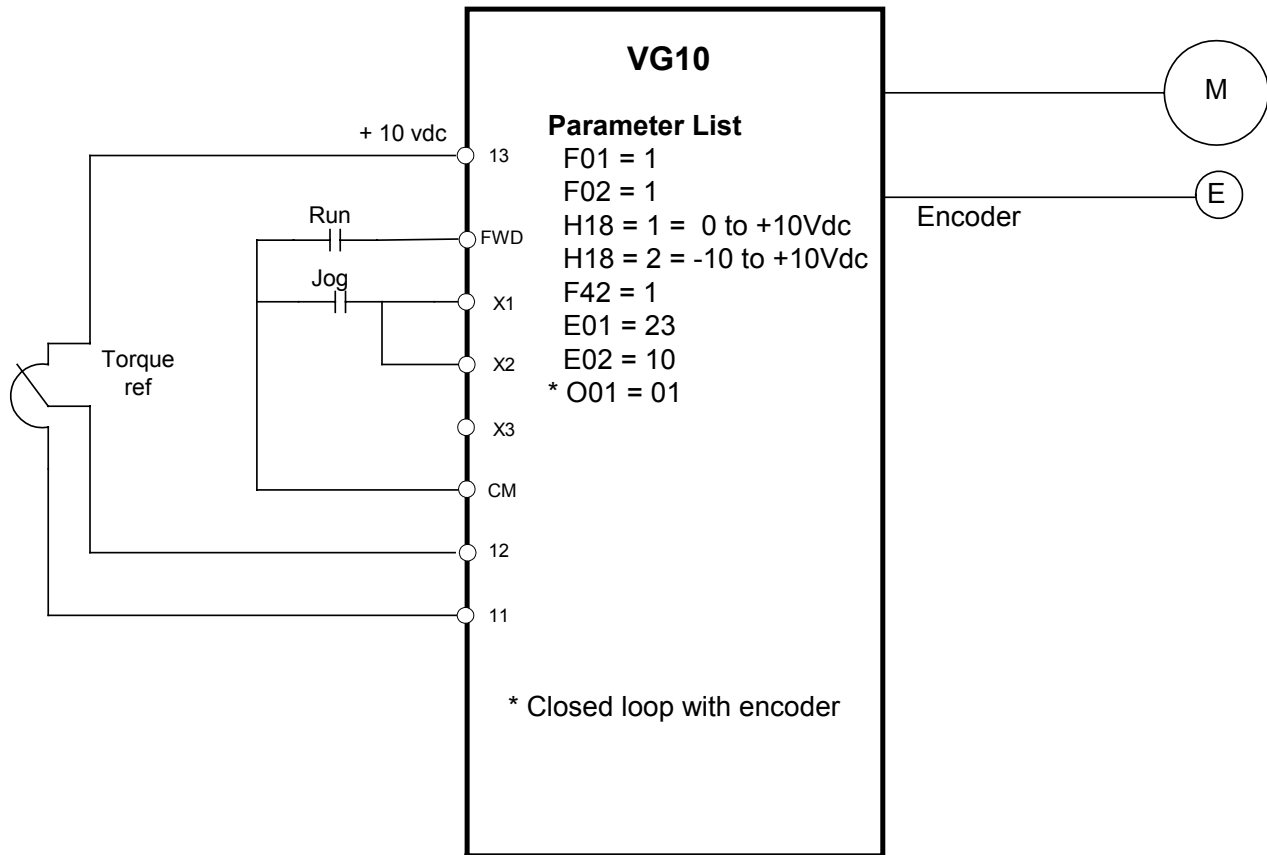 VG10
Parameter List
F01 = 1
F02 = 1
H18 = 1 = 0 to +10Vdc
H18 = 2 = -10 to +10Vdc
F42 = 1
E01 = 23
E02 = 10
* O01 = 01
* Closed loop with encoder
+ 10 vdc
13
Run
FWD
Jog
X1
X2
X3
CM
12
11
Torque
ref
M
E
Encoder